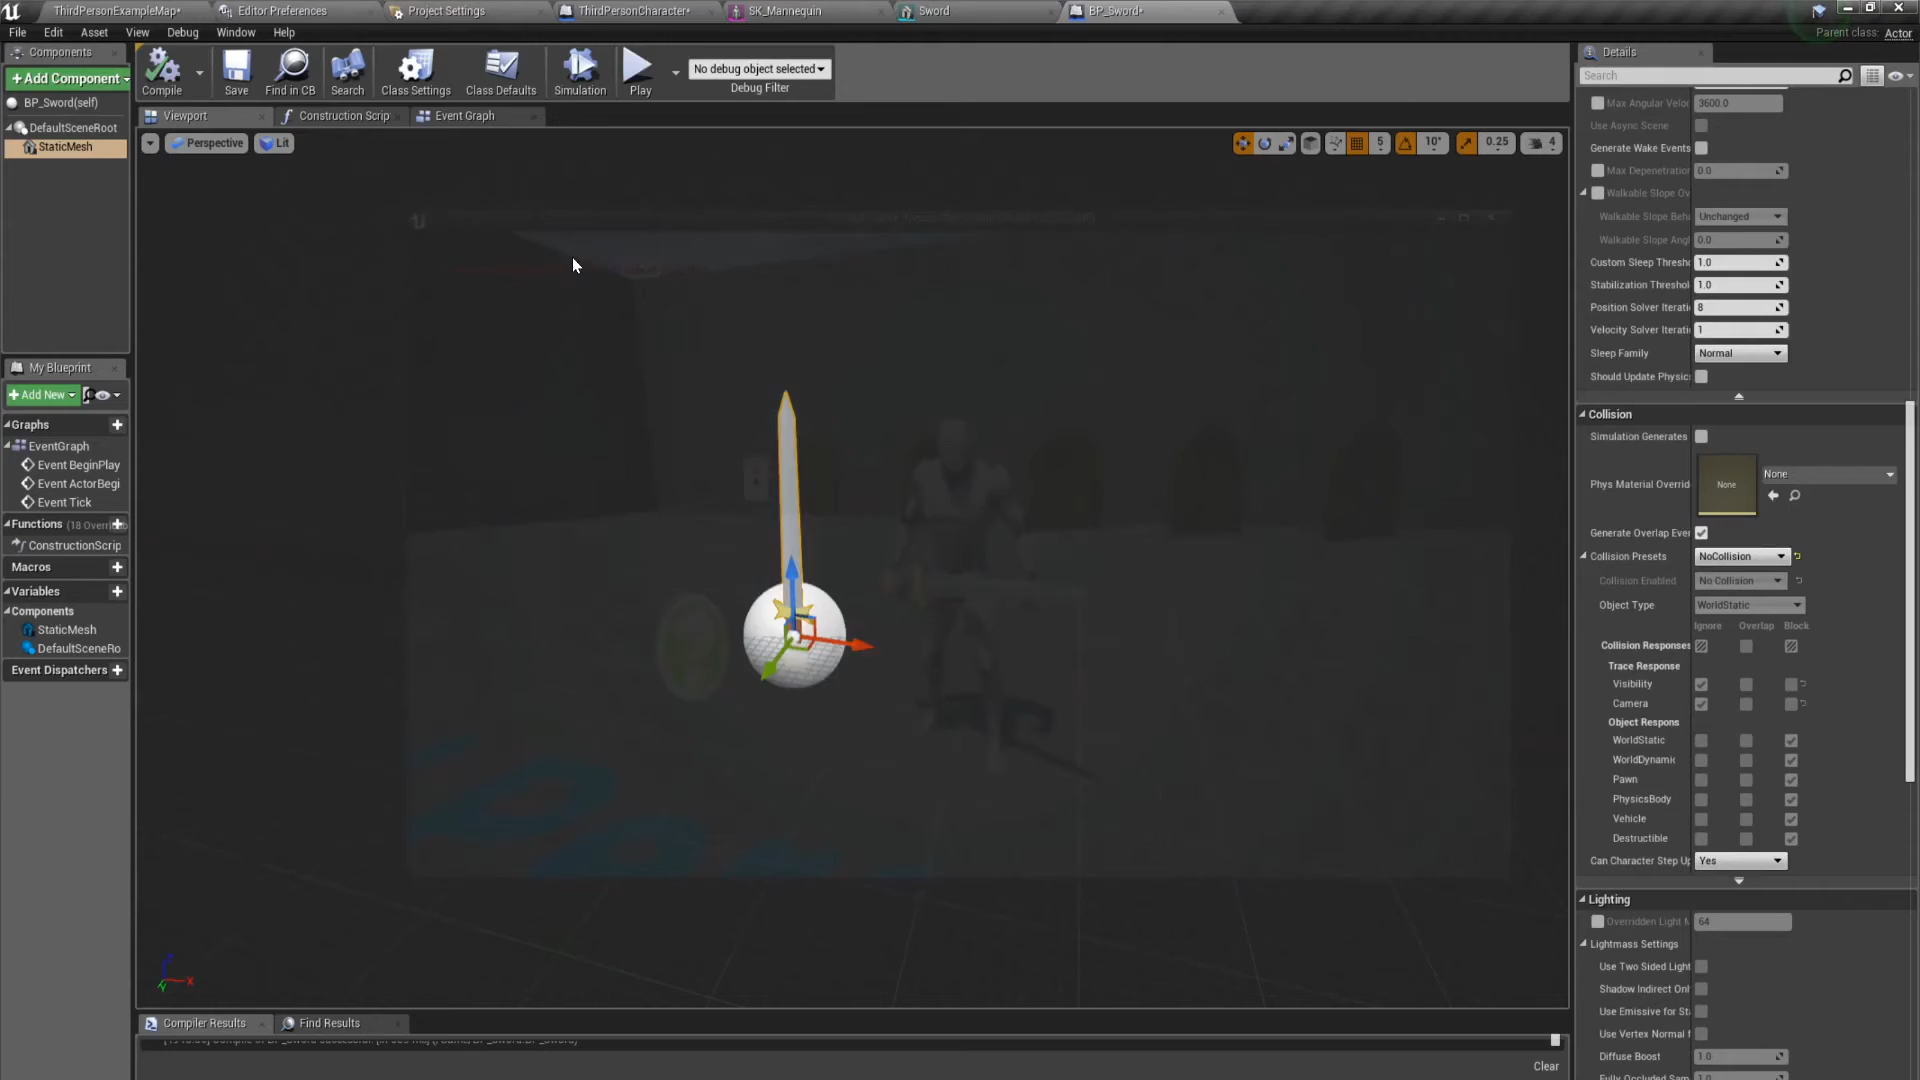 ThirdPersonExampleMap*
Editor Preferences
Project Settings
ThirdPersonCharacter*
SK_Mannequin
Sword
BP_Sword*
File Edit Asset View Debug Window Help
Parent class: Actor
Components
+Add Component
BP_Sword(self)
DefaultSceneRoot
StaticMesh
Compile
Save
Find in CB
Search
Class Settings
Class Defaults
Simulation
Play
No debug object selected
Debug Filter
Viewport
Construction Scrip
Event Graph
Perspective
Lit
5
10°
0.25
4
My Blueprint
+Add New
Graphs
EventGraph
Event BeginPlay
Event ActorBegi
Event Tick
Functions (18 Overri
ConstructionScrip
Macros
Variables
Components
StaticMesh
DefaultSceneRo
Event Dispatchers
Compiler Results
Find Results
Clear
Details
Search
Max Angular Veloc 3600.0
Use Async Scene
Generate Wake Events
Max Depenetration 0.0
Walkable Slope Ov
Walkable Slope Beha Unchanged
Walkable Slope Angl 0.0
Custom Sleep Thresho 1.0
Stabilization Threshol 1.0
Position Solver Iterati 8
Velocity Solver Iterati 1
Sleep Family Normal
Should Update Physic
Collision
Simulation Generates
Phys Material Overrid None None
Generate Overlap Ever
Collision Presets NoCollision
Collision Enabled No Collision
Object Type WorldStatic
Ignore Overlap Block
Collision Responses
Trace Response
Visibility
Camera
Object Respons
WorldStatic
WorldDynamic
Pawn
PhysicsBody
Vehicle
Destructible
Can Character Step Up Yes
Lighting
Overridden Light M 64
Lightmass Settings
Use Two Sided Light
Shadow Indirect Onl
Use Emissive for Sta
Use Vertex Normal f
Diffuse Boost 1.0